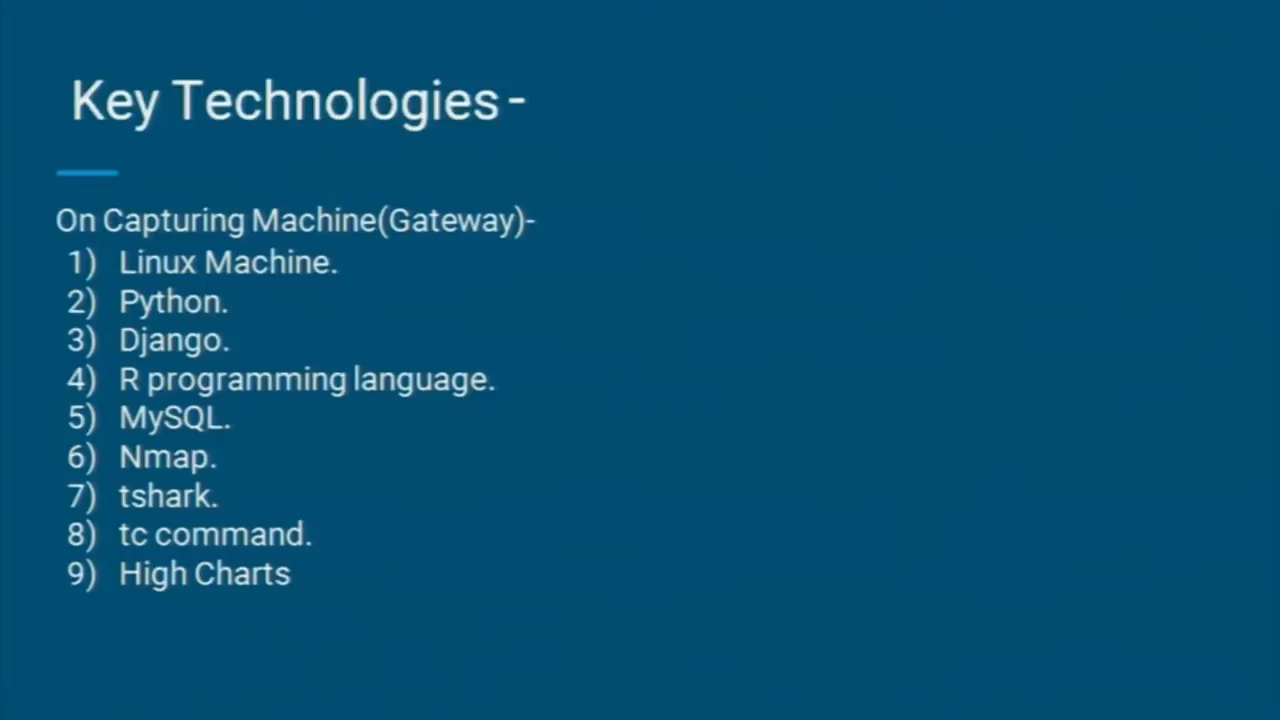 Key Technologies -
On Capturing Machine(Gateway)-
1) Linux Machine.
2) Python.
3) Django.
4) R programming language.
5) MySQL.
6) Nmap.
7) tshark.
8) tc command.
9) High Charts